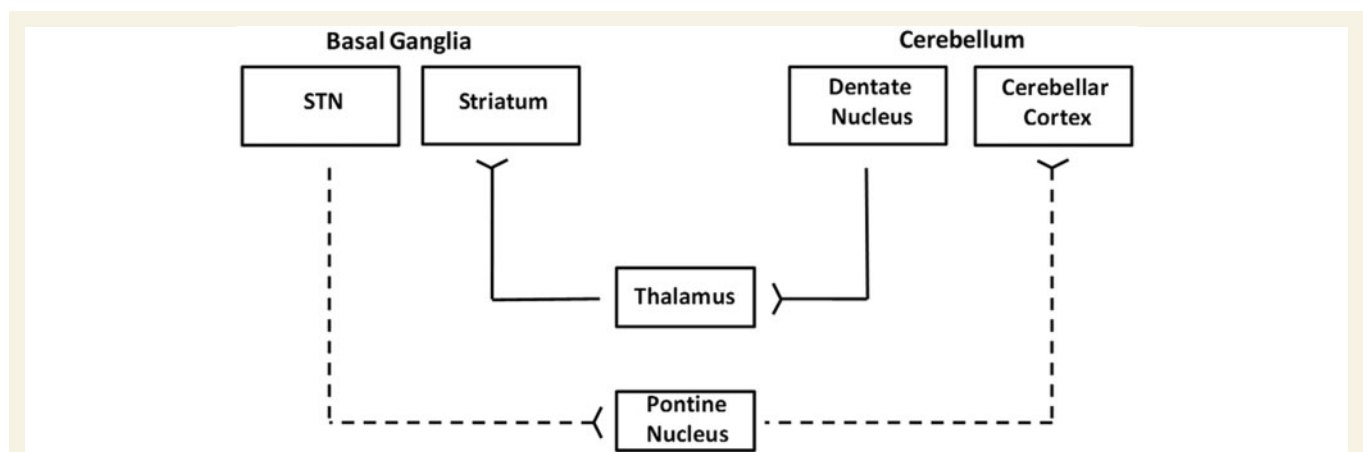 Basal Ganglia
Cerebellum
STN
Striatum
Dentate
Nucleus
Cerebellar
Cortex
Thalamus
Pontine
Nucleus